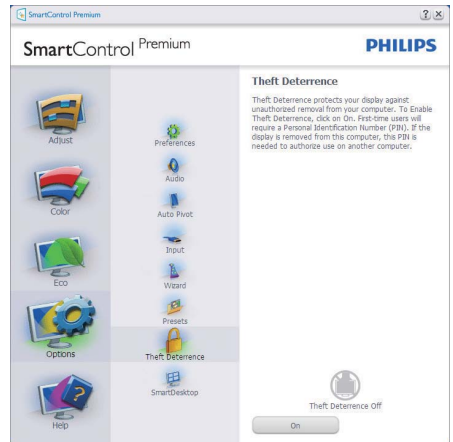 SmartControl Premium
SmartControl Premium
PHILIPS
Adjust
Color
Eco
Options
Help
Preferences
Audio
Auto Pivot
Input
Wizard
Presets
Theft Deterrence
SmartDesktop
Theft Deterrence
Theft Deterrence protects your display against
unauthorized removal from your computer. To Enable
Theft Deterrence, click on On. First-time users will
require a Personal Identification Number (PIN). If the
display is removed from this computer, this PIN is
needed to authorize use on another computer.
Theft Deterrence Off
On